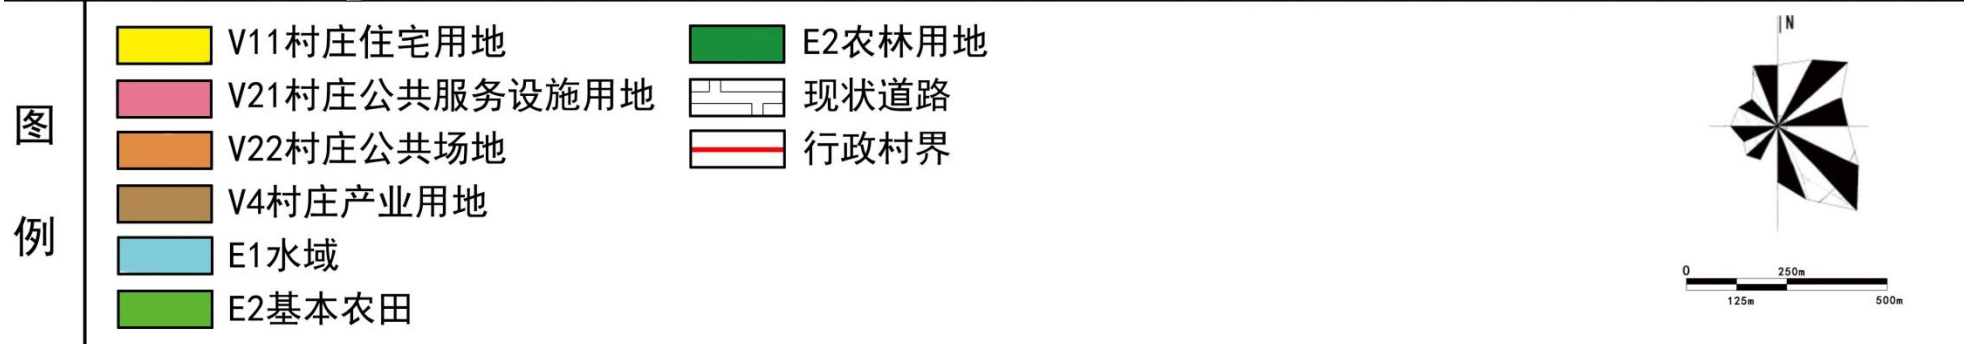 图例
V11村庄住宅用地
V21村庄公共服务设施用地
V22村庄公共场地
V4村庄产业用地
E1水域
E2基本农田
E2农林用地
现状道路
行政村界
N
0
250m
125m
500m